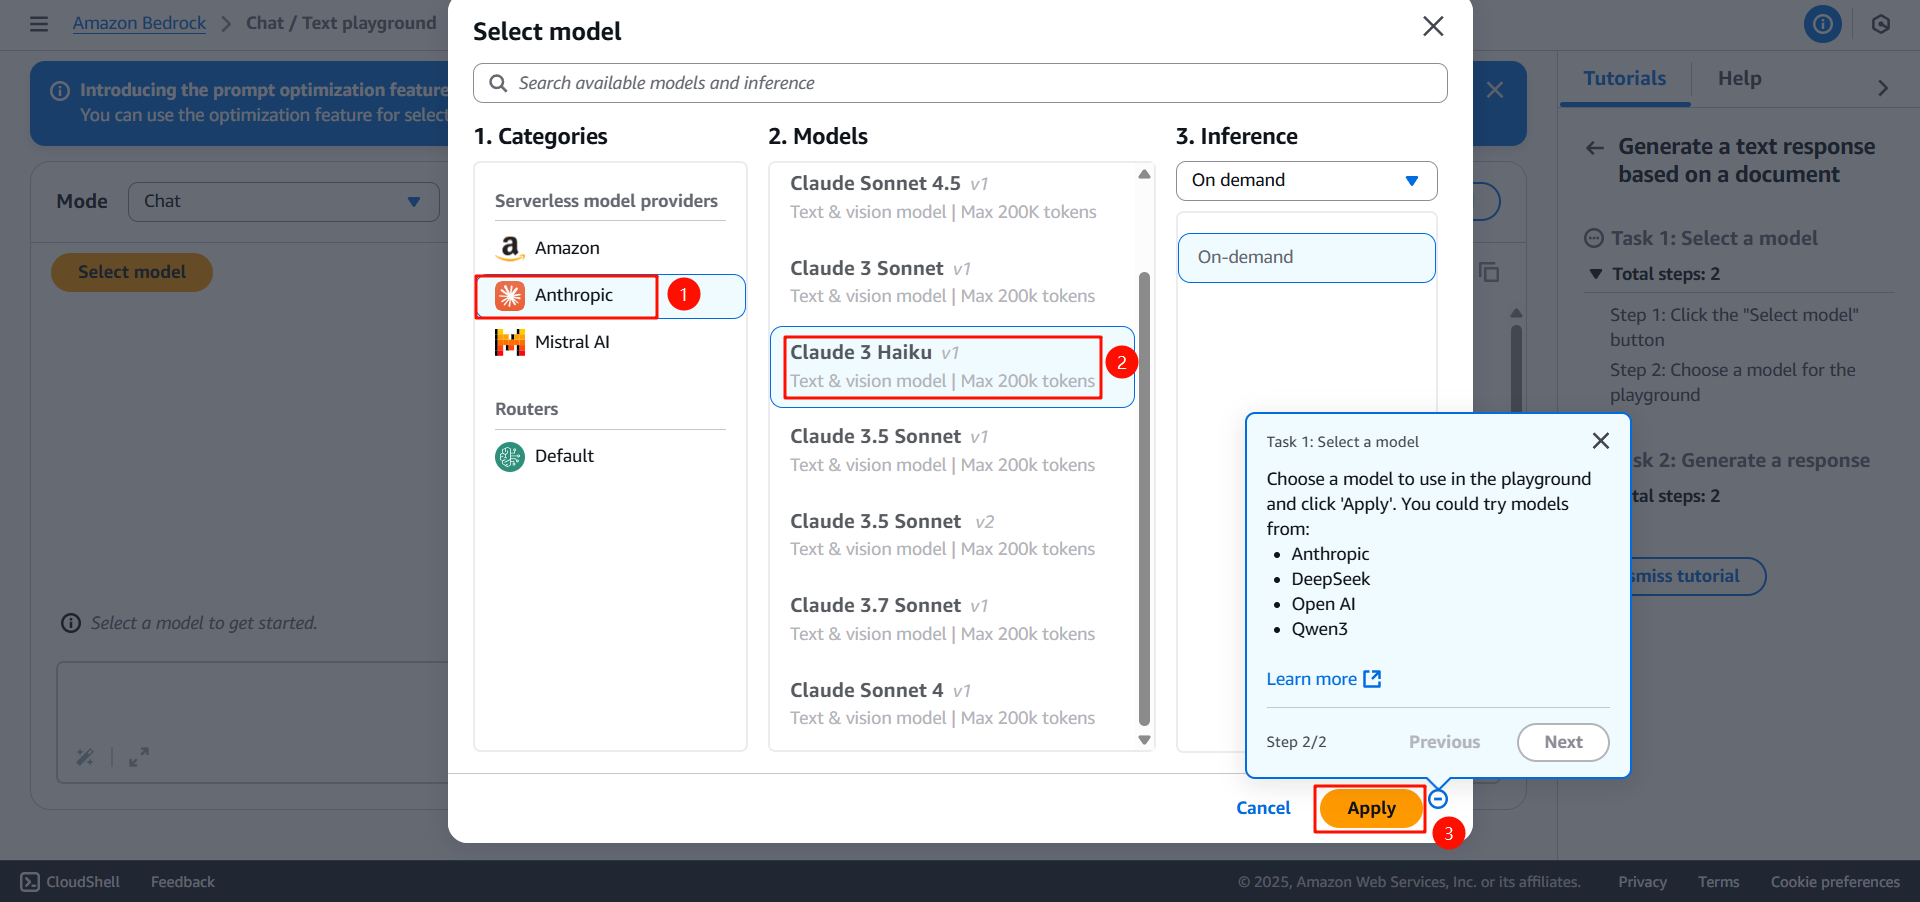 Amazon Bedrock
Chat / Text playground
Introducing the prompt optimization feature
You can use the optimization feature for select
Mode
Chat
Select model
Select a model to get started.
Select model
Search available models and inference
1. Categories
Serverless model providers
Amazon
Anthropic
1
Mistral AI
Routers
Default
2. Models
Claude Sonnet 4.5 v1
Text & vision model | Max 200K tokens
Claude 3 Sonnet v1
Text & vision model | Max 200k tokens
Claude 3 Haiku v1
Text & vision model | Max 200k tokens
2
Claude 3.5 Sonnet v1
Text & vision model | Max 200k tokens
Claude 3.5 Sonnet v2
Text & vision model | Max 200k tokens
Claude 3.7 Sonnet v1
Text & vision model | Max 200k tokens
Claude Sonnet 4 v1
Text & vision model | Max 200k tokens
3. Inference
On demand
On-demand
Cancel
Apply
3
Task 1: Select a model
Choose a model to use in the playground
and click 'Apply'. You could try models
from:
• Anthropic
• DeepSeek
• Open AI
• Qwen3
Learn more
Step 2/2
Previous
Next
Tutorials
Help
Generate a text response
based on a document
Task 1: Select a model
Total steps: 2
Step 1: Click the "Select model"
button
Step 2: Choose a model for the
playground
sk 2: Generate a response
tal steps: 2
smiss tutorial
CloudShell
Feedback
© 2025, Amazon Web Services, Inc. or its affiliates.
Privacy
Terms
Cookie preferences